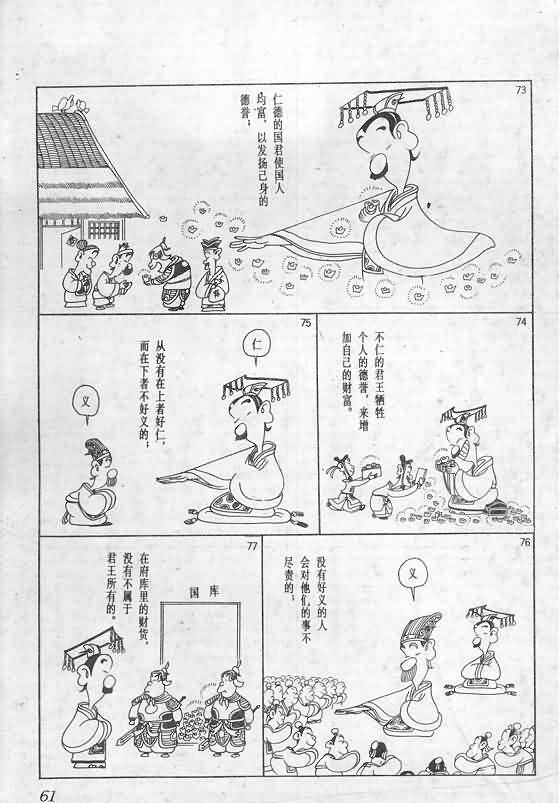 73
仁德的国君使国人
均富，以发扬己身的
德誉；
74
不仁的君王牺牲
个人的德誉，来增
加自己的财富。
75
仁
从没有在上者好仁，
而在下者不好义的；
义
76
义
没有好义的人
会对他们的事不
尽责的；
77
在府库里的财货，
没有不属于
君王所有的。
国库
61